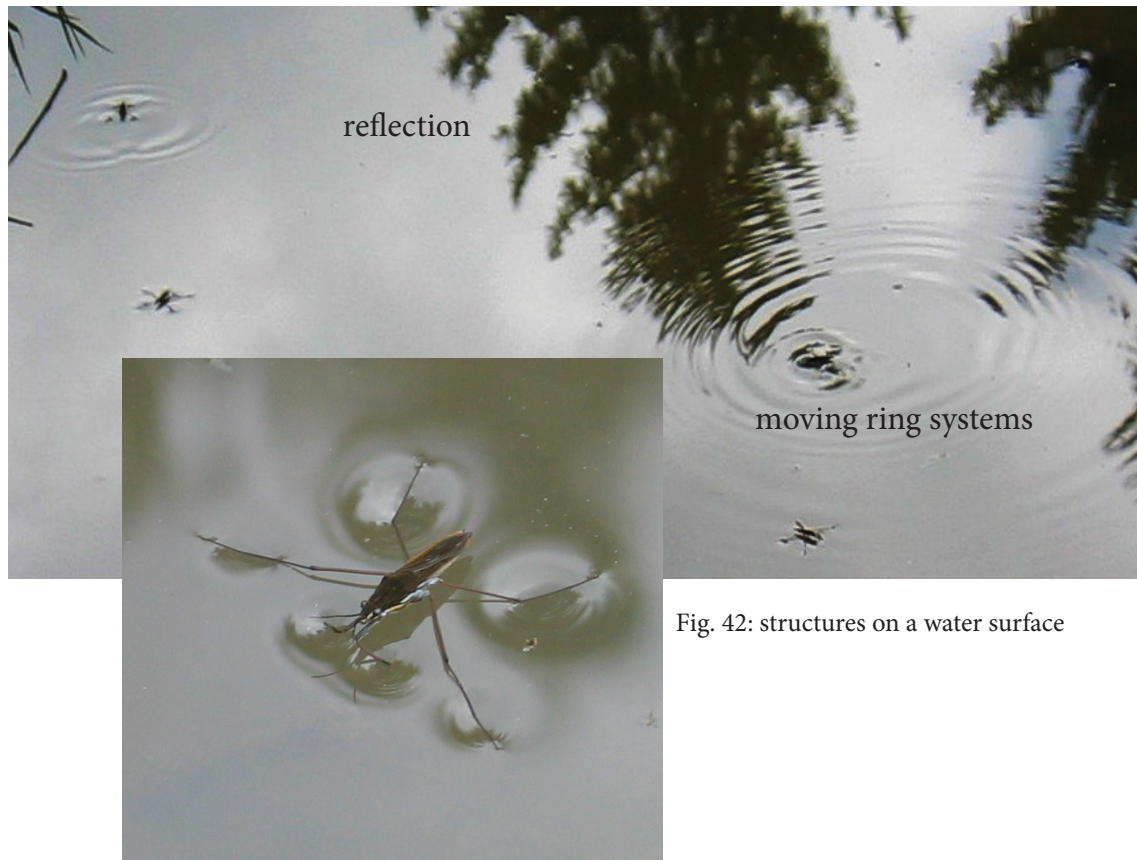 reflection
moving ring systems
Fig. 42: structures on a water surface